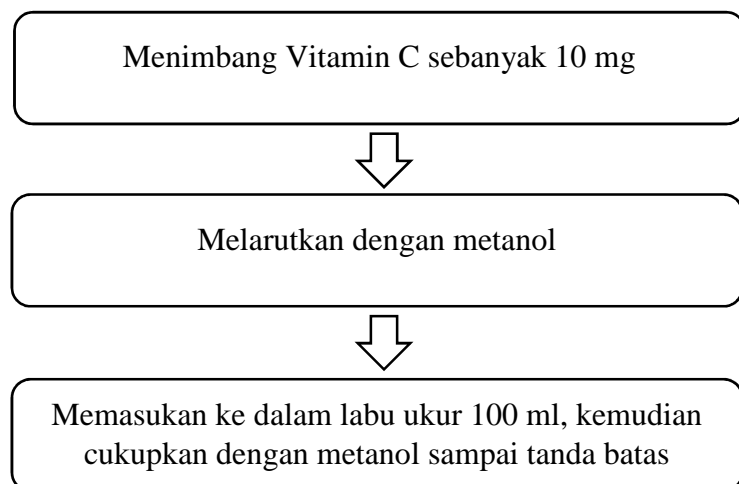 Menimbang Vitamin C sebanyak 10 mg
Melarutkan dengan metanol
Memasukan ke dalam labu ukur 100 ml, kemudian
cukupkan dengan metanol sampai tanda batas